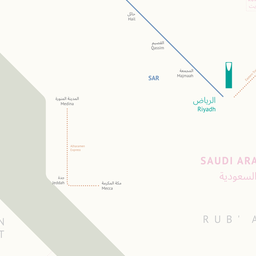 حائل
Hail
القصيم
Qassim
المجمعة
Majmaah
SAR
الرياض
Riyadh
المدينة المنورة
Medina
SAUDI ARA
السعودية
جدة
Jeddah
مكة المكرمة
Mecca
RUB'